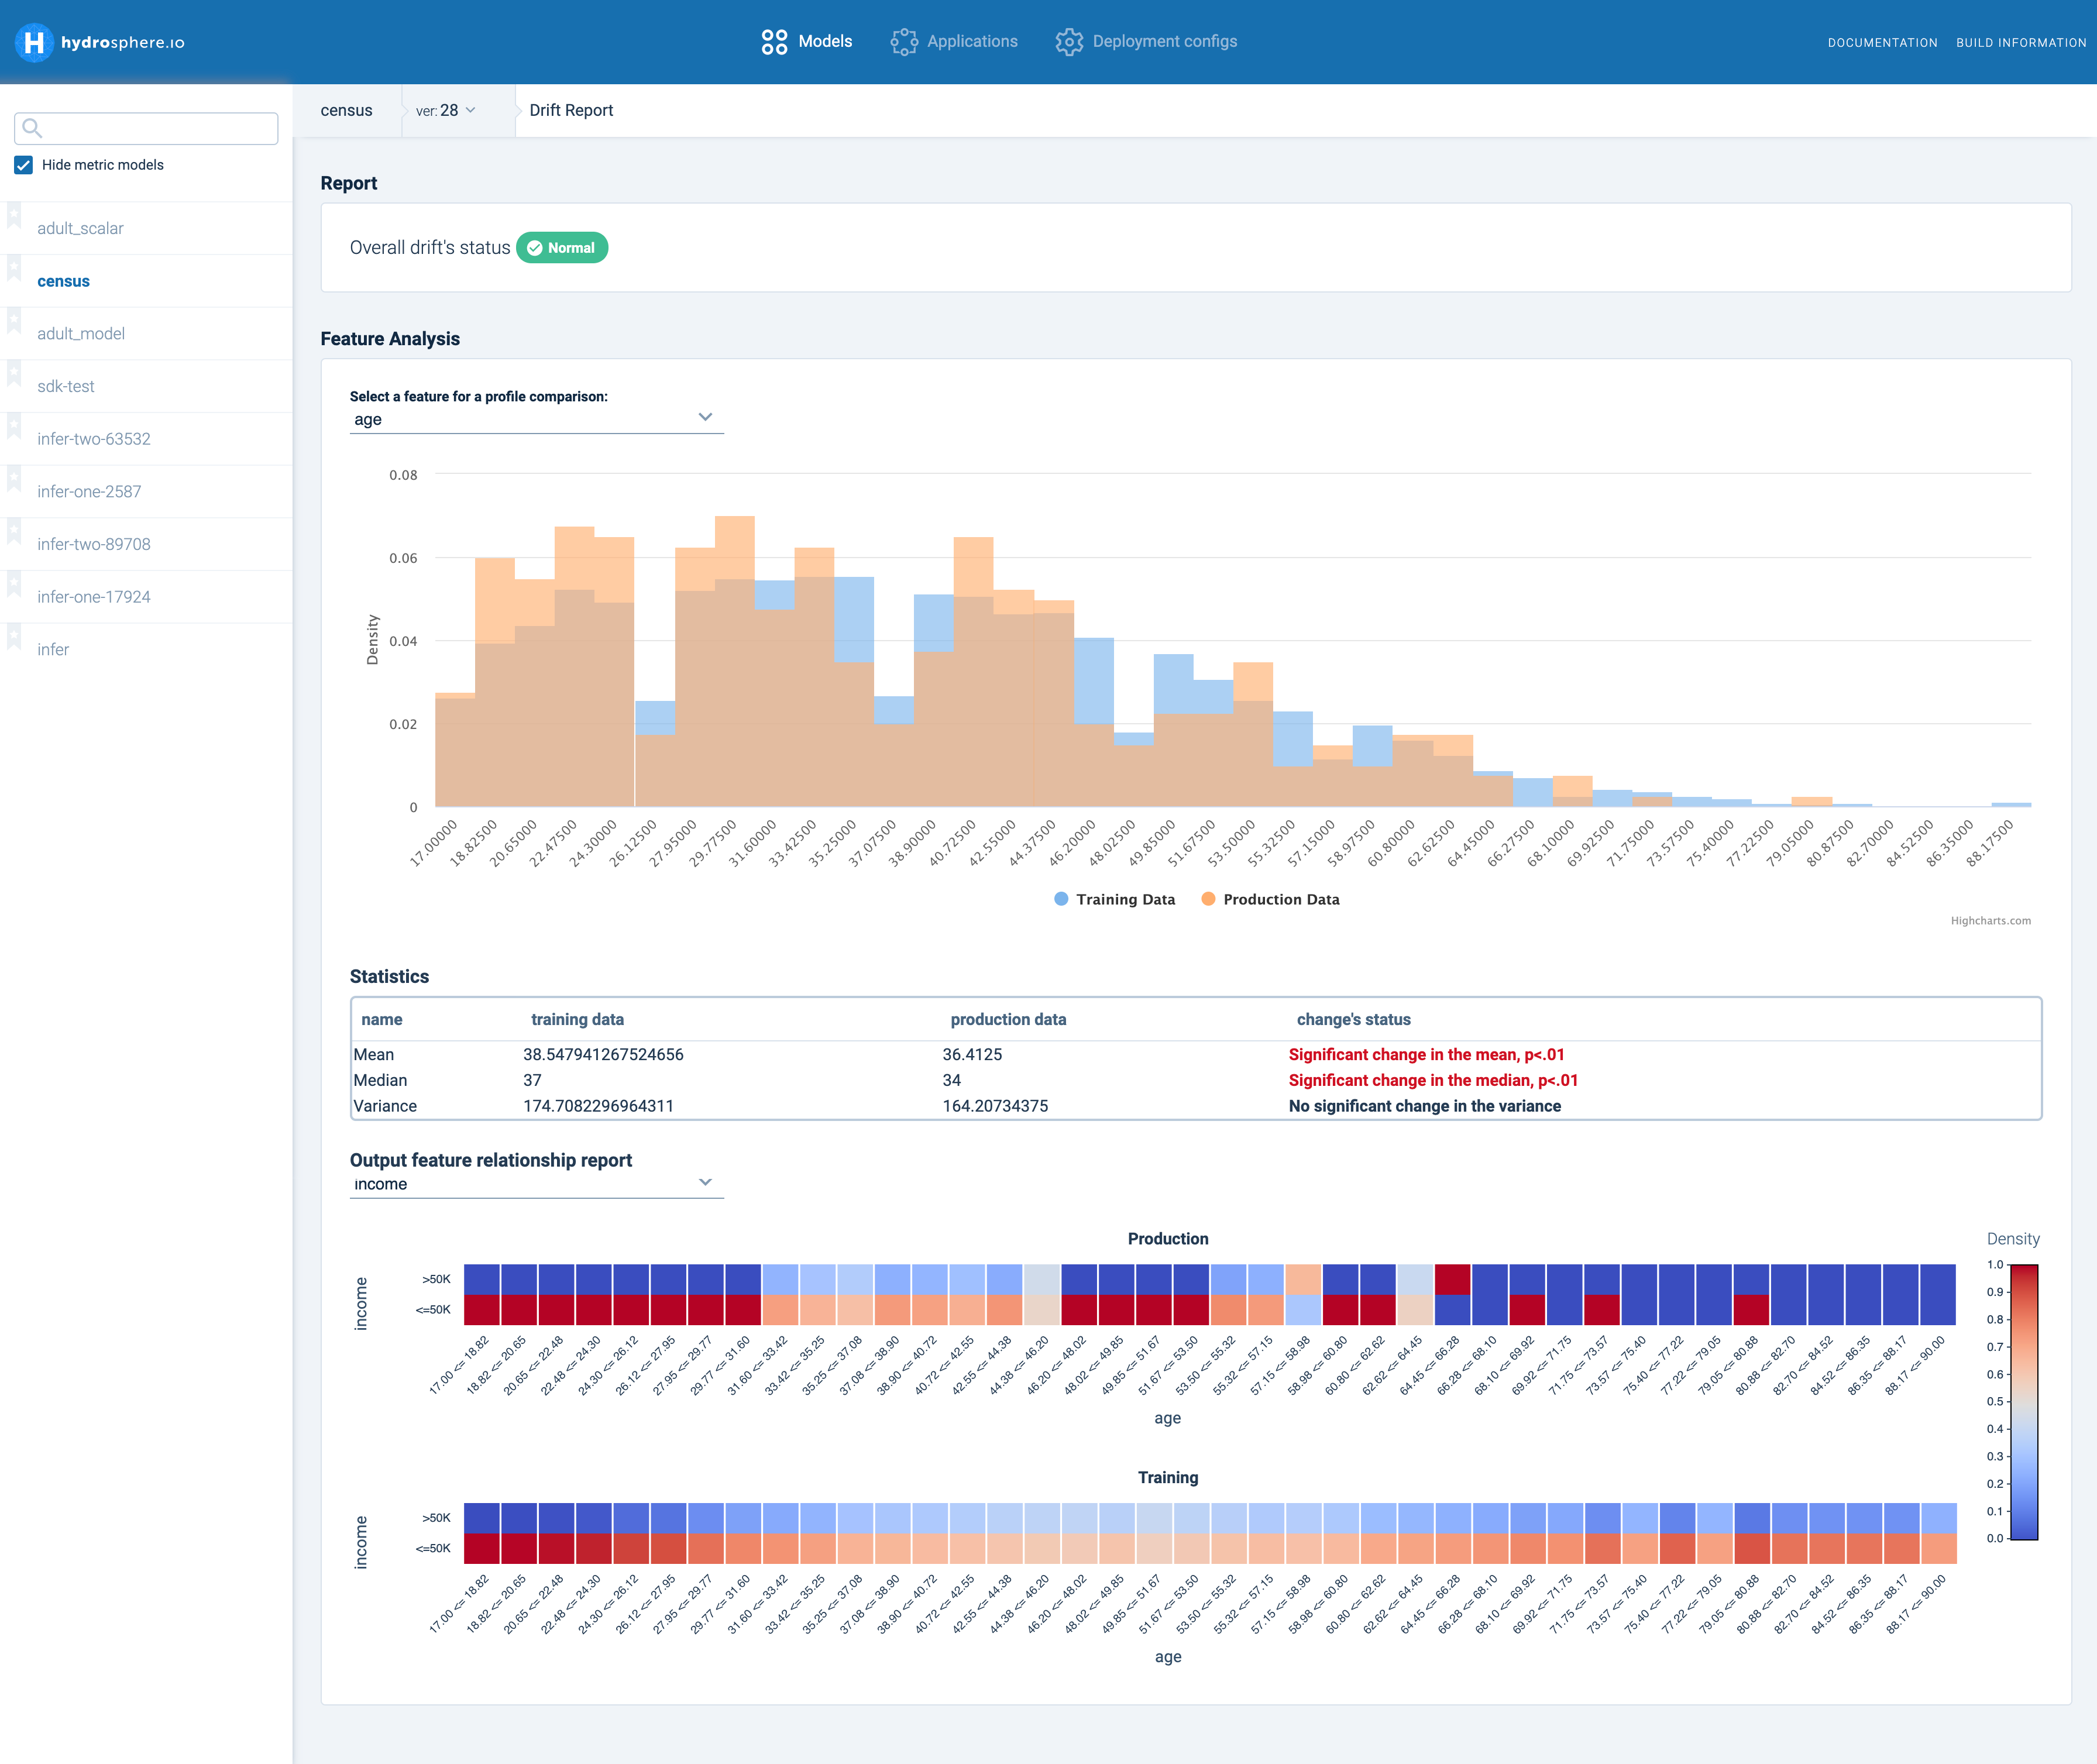 hydrosphere.io
Models
Applications
Deployment configs
DOCUMENTATION
BUILD INFORMATION
census
ver: 28
Drift Report
Hide metric models
adult_scalar
census
adult_model
sdk-test
infer-two-63532
infer-one-2587
infer-two-89708
infer-one-17924
infer
Report
Overall drift's status Normal
Feature Analysis
Select a feature for a profile comparison:
age
0.08
0.06
0.04
0.02
0
Density
17.00000 18.82500 20.65000 22.47500 24.30000 26.12500 27.95000 29.77500 31.60000 33.42500 35.25000 37.07500 38.90000 40.72500 42.55000 44.37500 46.20000 48.02500 49.85000 51.67500 53.50000 55.32500 57.15000 58.97500 60.80000 62.62500 64.45000 66.27500 68.10000 69.92500 71.75000 73.57500 75.40000 77.22500 79.05000 80.87500 82.70000 84.52500 86.35000 88.17500
Training Data Production Data
Highcharts.com
Statistics
name training data production data change's status
Mean 38.547941267524656 36.4125 Significant change in the mean, p<.01
Median 37 34 Significant change in the median, p<.01
Variance 174.7082296964311 164.20734375 No significant change in the variance
Output feature relationship report
income
Production
income
>50K
<=50K
17.00 <= 18.82 18.82 <= 20.65 20.65 <= 22.48 22.48 <= 24.30 24.30 <= 26.12 26.12 <= 27.95 27.95 <= 29.77 29.77 <= 31.60 31.60 <= 33.42 33.42 <= 35.25 35.25 <= 37.08 37.08 <= 38.90 38.90 <= 40.72 40.72 <= 42.55 42.55 <= 44.38 44.38 <= 46.20 46.20 <= 48.02 48.02 <= 49.85 49.85 <= 51.67 51.67 <= 53.50 53.50 <= 55.32 55.32 <= 57.15 57.15 <= 58.98 58.98 <= 60.80 60.80 <= 62.62 62.62 <= 64.45 64.45 <= 66.28 66.28 <= 68.10 68.10 <= 69.92 69.92 <= 71.75 71.75 <= 73.57 73.57 <= 75.40 75.40 <= 77.22 77.22 <= 79.05 79.05 <= 80.88 80.88 <= 82.70 82.70 <= 84.52 84.52 <= 86.35 86.35 <= 88.17 88.17 <= 90.00
age
Density
1.0
0.9
0.8
0.7
0.6
0.5
0.4
0.3
0.2
0.1
0.0
Training
income
>50K
<=50K
17.00 <= 18.82 18.82 <= 20.65 20.65 <= 22.48 22.48 <= 24.30 24.30 <= 26.12 26.12 <= 27.95 27.95 <= 29.77 29.77 <= 31.60 31.60 <= 33.42 33.42 <= 35.25 35.25 <= 37.08 37.08 <= 38.90 38.90 <= 40.72 40.72 <= 42.55 42.55 <= 44.38 44.38 <= 46.20 46.20 <= 48.02 48.02 <= 49.85 49.85 <= 51.67 51.67 <= 53.50 53.50 <= 55.32 55.32 <= 57.15 57.15 <= 58.98 58.98 <= 60.80 60.80 <= 62.62 62.62 <= 64.45 64.45 <= 66.28 66.28 <= 68.10 68.10 <= 69.92 69.92 <= 71.75 71.75 <= 73.57 73.57 <= 75.40 75.40 <= 77.22 77.22 <= 79.05 79.05 <= 80.88 80.88 <= 82.70 82.70 <= 84.52 84.52 <= 86.35 86.35 <= 88.17 88.17 <= 90.00
age